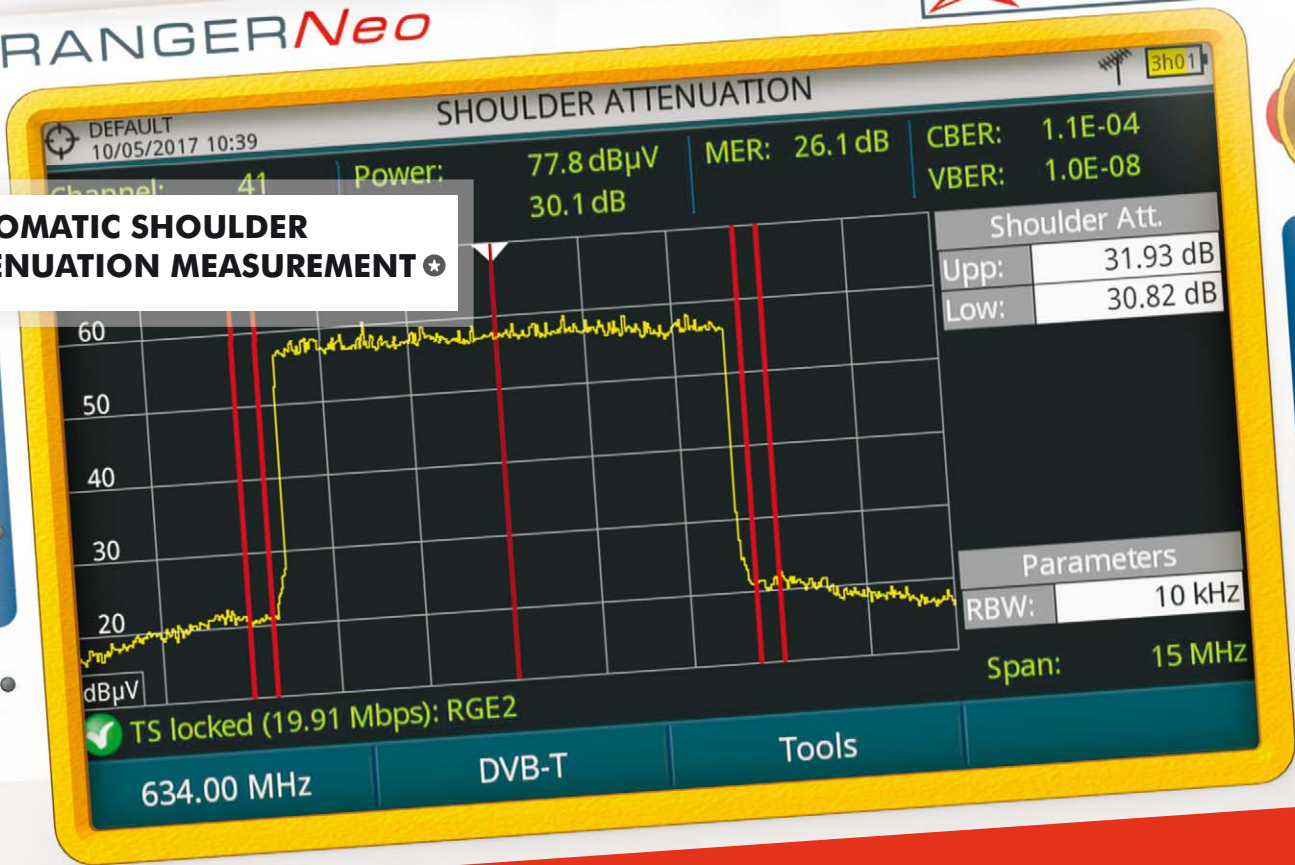 RANGERNeo
DEFAULT
10/05/2017 10:39
SHOULDER ATTENUATION
3h01
Channel: 41
Power: 77.8 dBµV
30.1 dB
MER: 26.1 dB
CBER: 1.1E-04
VBER: 1.0E-08
OMATIC SHOULDER
ENUATION MEASUREMENT
Shoulder Att.
Upp: 31.93 dB
Low: 30.82 dB
60
50
40
30
20
dBµV
Parameters
RBW: 10 kHz
Span: 15 MHz
TS locked (19.91 Mbps): RGE2
634.00 MHz
DVB-T
Tools